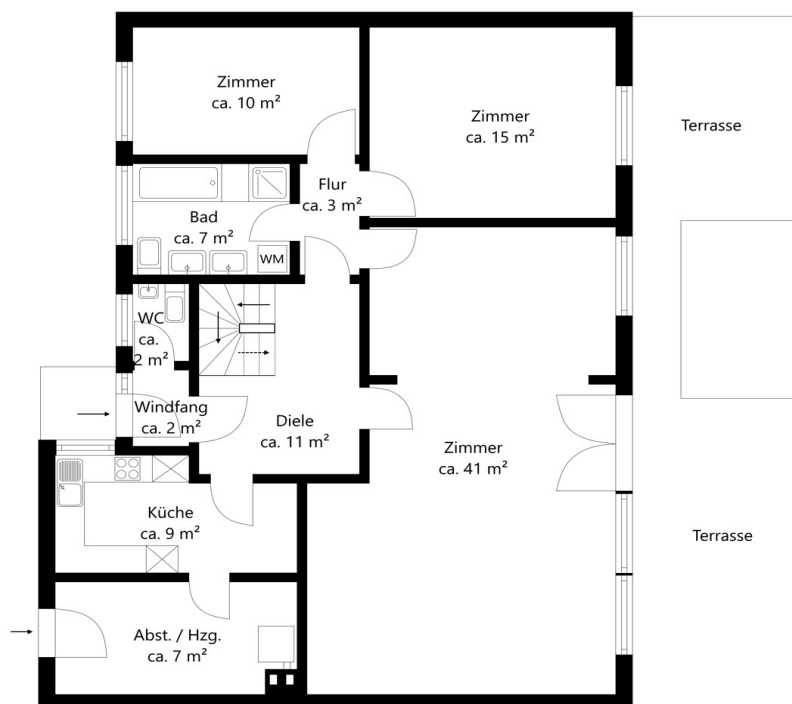 Zimmer
ca. 10 m²
Zimmer
ca. 15 m²
Terrasse
Flur
ca. 3 m²
Bad
ca. 7 m²
WM
WC
ca.
2 m²
Windfang
ca. 2 m²
Diele
ca. 11 m²
Zimmer
ca. 41 m²
Küche
ca. 9 m²
Terrasse
Abst. / Hzg.
ca. 7 m²